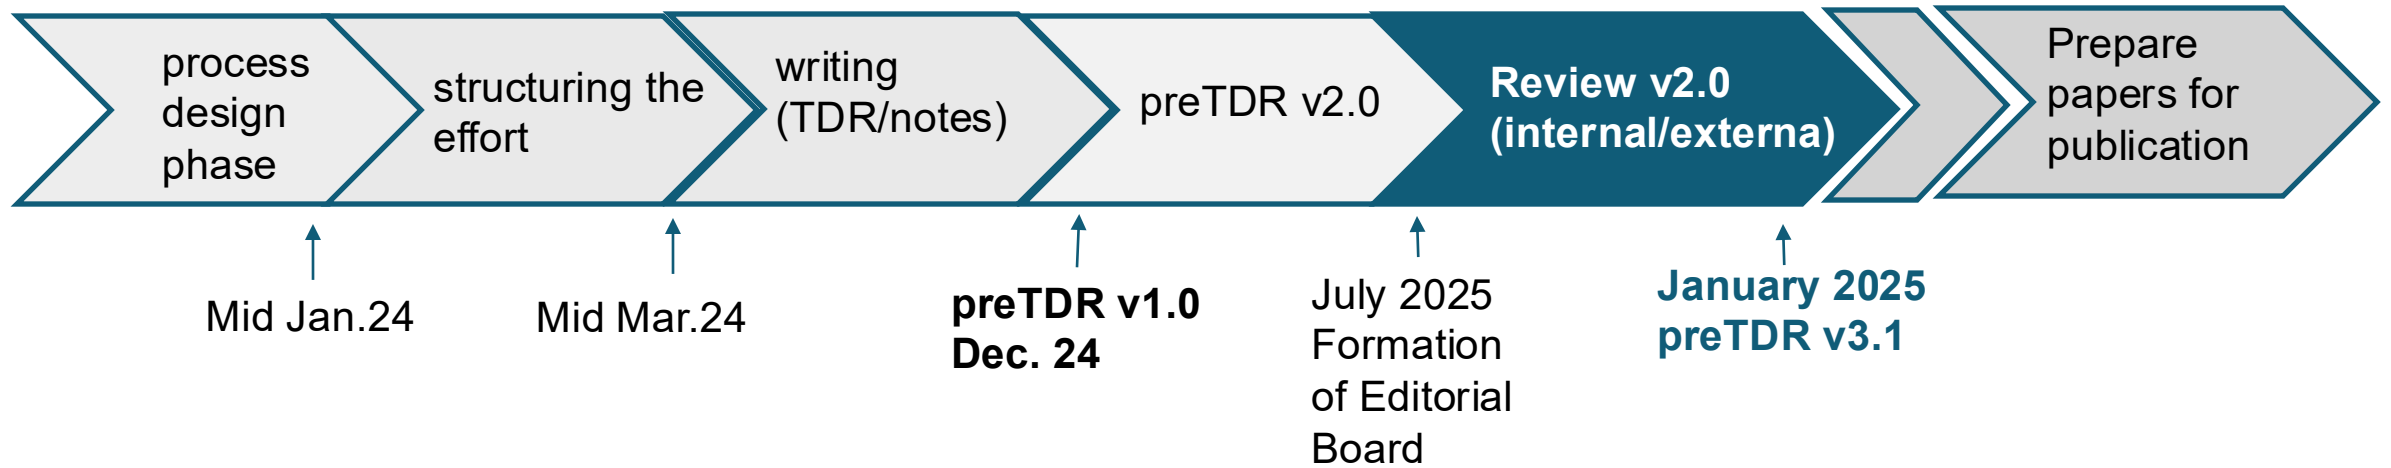 process
design
phase
structuring the
effort
writing
(TDR/notes)
preTDR v2.0
Review v2.0
(internal/externa)
Prepare
papers for
publication
Mid Jan.24
Mid Mar.24
preTDR v1.0
Dec. 24
July 2025
Formation
of Editorial
Board
January 2025
preTDR v3.1